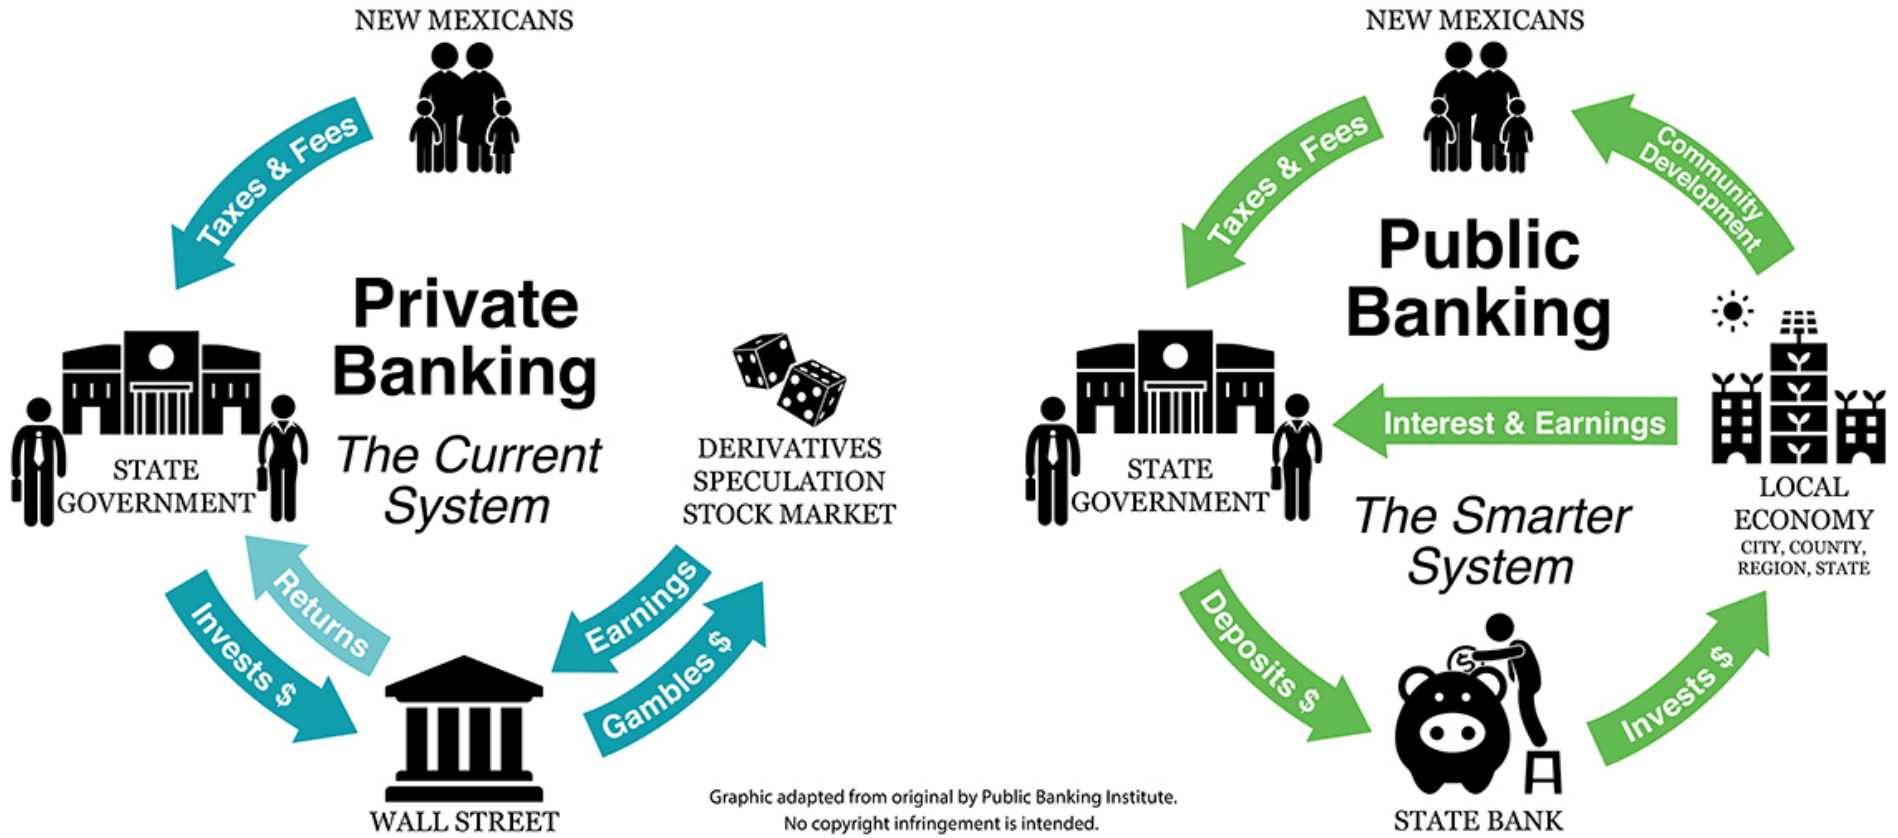 NEW MEXICANS
Taxes & Fees
Private
Banking
The Current
System
STATE
GOVERNMENT
DERIVATIVES
SPECULATION
STOCK MARKET
Returns
Invests $
Earnings
Gambles $
WALL STREET
NEW MEXICANS
Taxes & Fees
Community
Development
Public
Banking
Interest & Earnings
STATE
GOVERNMENT
The Smarter
System
LOCAL
ECONOMY
CITY, COUNTY,
REGION, STATE
Deposits $
$
Invests $
STATE BANK
Graphic adapted from original by Public Banking Institute.
No copyright infringement is intended.